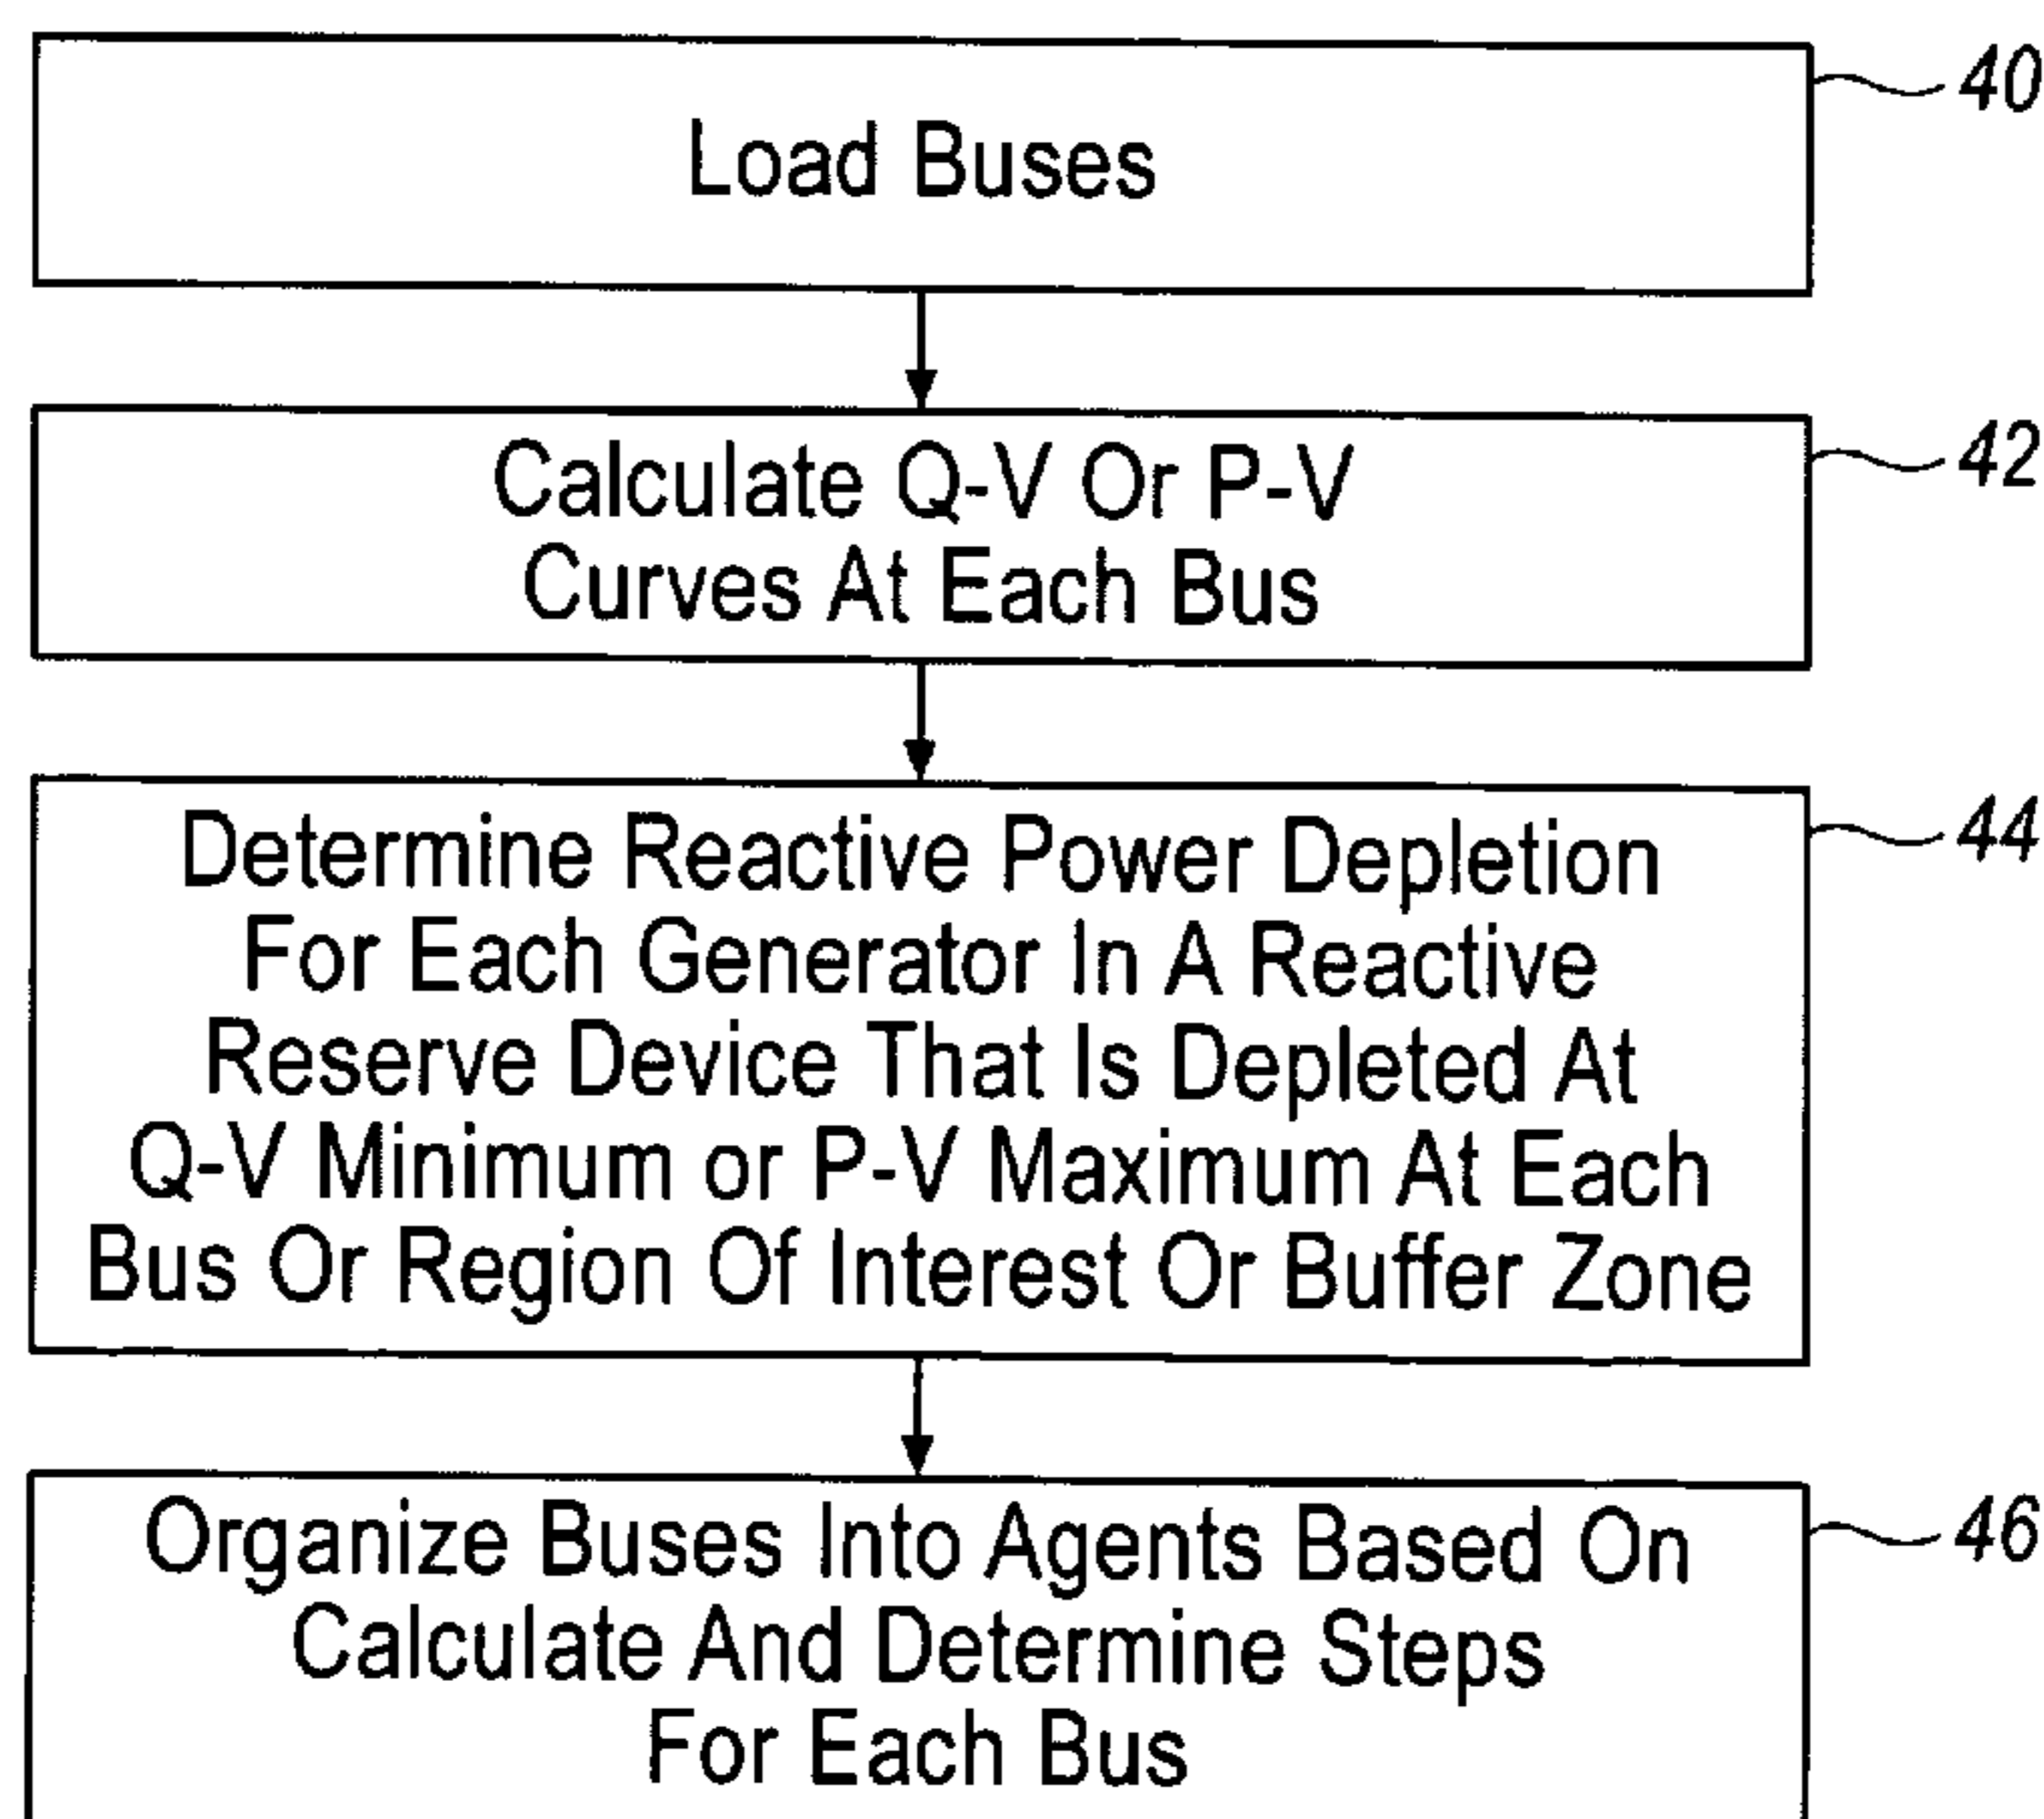 Load Buses
40
Calculate Q-V Or P-V
Curves At Each Bus
42
Determine Reactive Power Depletion
For Each Generator In A Reactive
Reserve Device That Is Depleted At
Q-V Minimum or P-V Maximum At Each
Bus Or Region Of Interest Or Buffer Zone
44
Organize Buses Into Agents Based On
Calculate And Determine Steps
For Each Bus
46